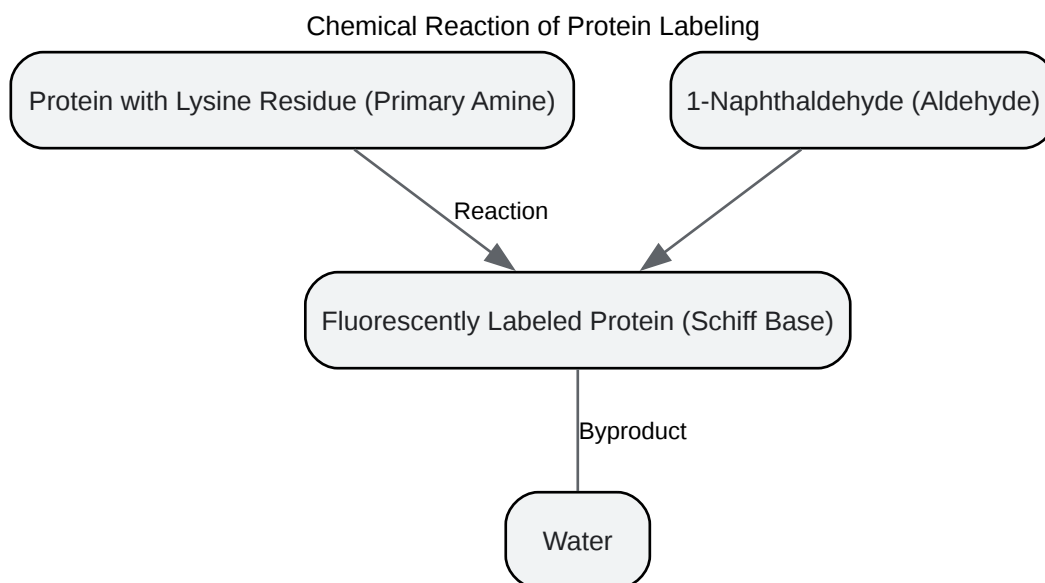 Chemical Reaction of Protein Labeling
Protein with Lysine Residue (Primary Amine)
1-Naphthaldehyde (Aldehyde)
Reaction
Fluorescently Labeled Protein (Schiff Base)
Byproduct
Water